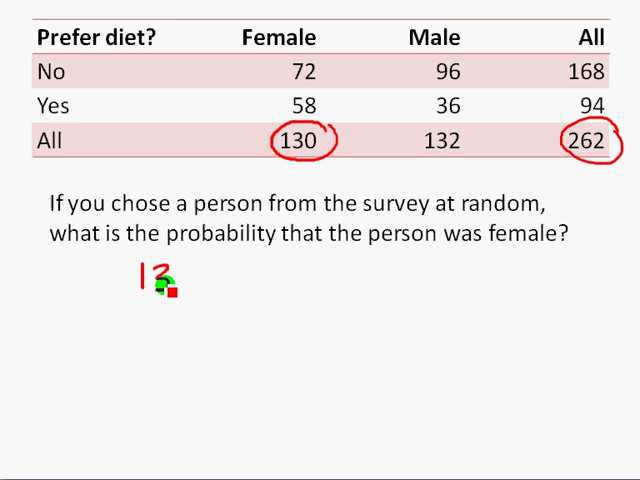 Prefer diet? Female Male All
No 72 96 168
Yes 58 36 94
All 130 132 262
If you chose a person from the survey at random,
what is the probability that the person was female?
13